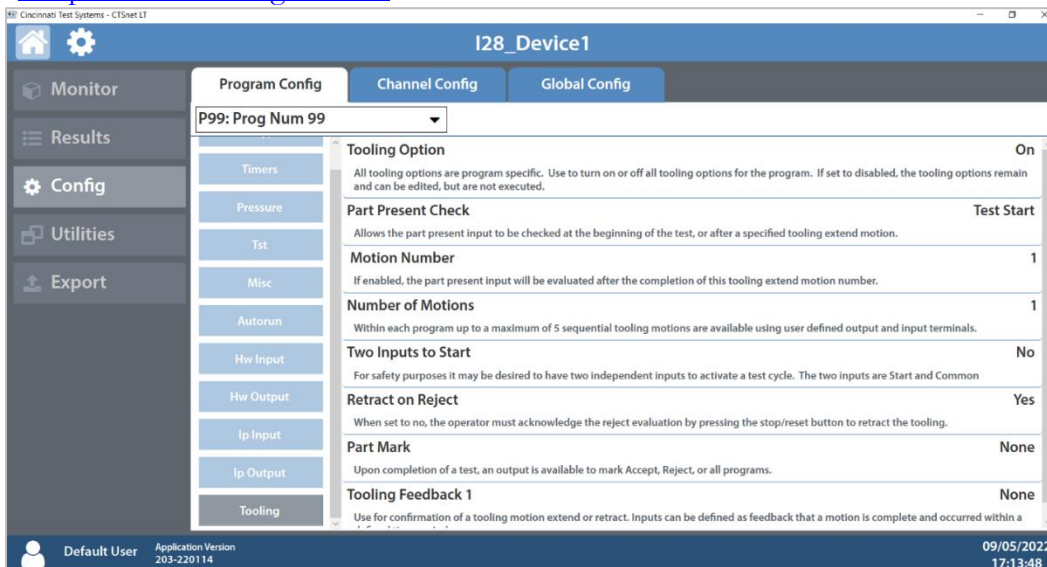 Cincinnati Test Systems - CTSnet LT
I28_Device1
Monitor
Results
Config
Utilities
Export
Program Config
Channel Config
Global Config
P99: Prog Num 99
Timers
Pressure
Tst
Misc
Autorun
Hw Input
Hw Output
Ip Input
Ip Output
Tooling
Tooling Option On
All tooling options are program specific. Use to turn on or off all tooling options for the program. If set to disabled, the tooling options remain
and can be edited, but are not executed.
Part Present Check Test Start
Allows the part present input to be checked at the beginning of the test, or after a specified tooling extend motion.
Motion Number 1
If enabled, the part present input will be evaluated after the completion of this tooling extend motion number.
Number of Motions 1
Within each program up to a maximum of 5 sequential tooling motions are available using user defined output and input terminals.
Two Inputs to Start No
For safety purposes it may be desired to have two independent inputs to activate a test cycle. The two inputs are Start and Common
Retract on Reject Yes
When set to no, the operator must acknowledge the reject evaluation by pressing the stop/reset button to retract the tooling.
Part Mark None
Upon completion of a test, an output is available to mark Accept, Reject, or all programs.
Tooling Feedback 1 None
Use for confirmation of a tooling motion extend or retract. Inputs can be defined as feedback that a motion is complete and occurred within a
Default User
Application Version
203-220114
09/05/2022
17:13:48